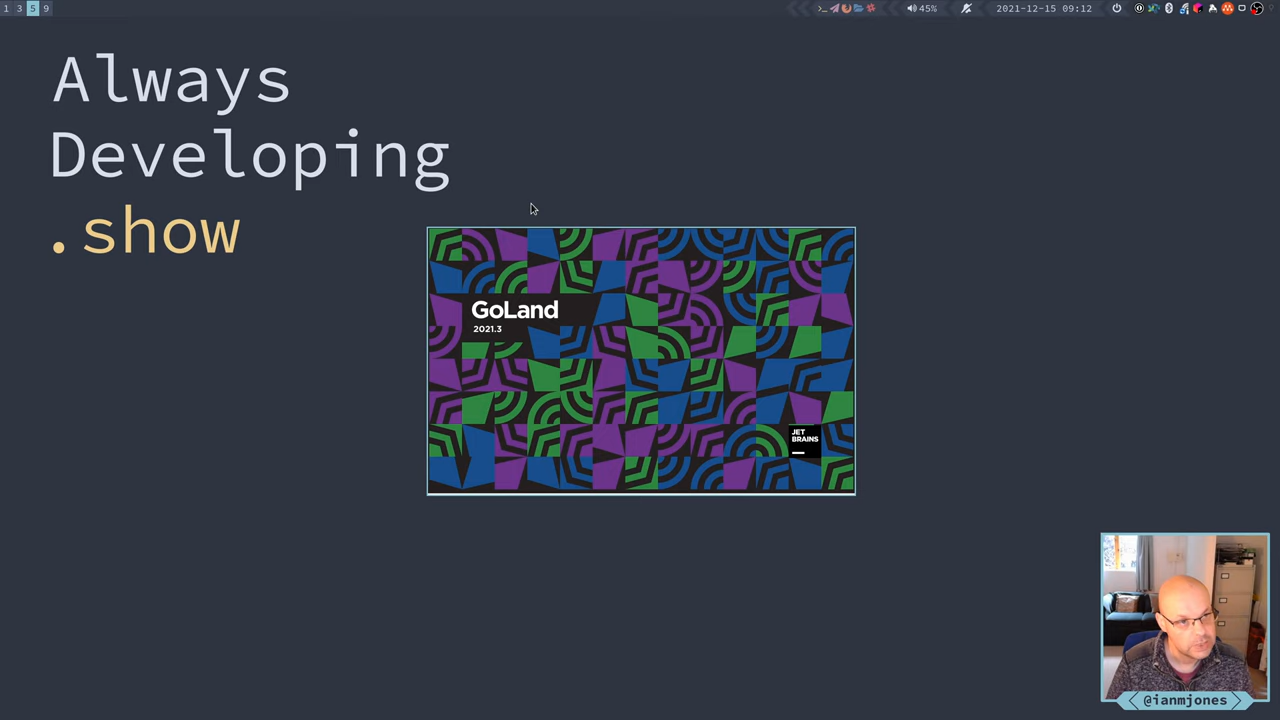 1 3 5 9
45%
2021-12-15 09:12
Always
Developing
.show
GoLand
2021.3
JET
BRAINS
@ianmjones